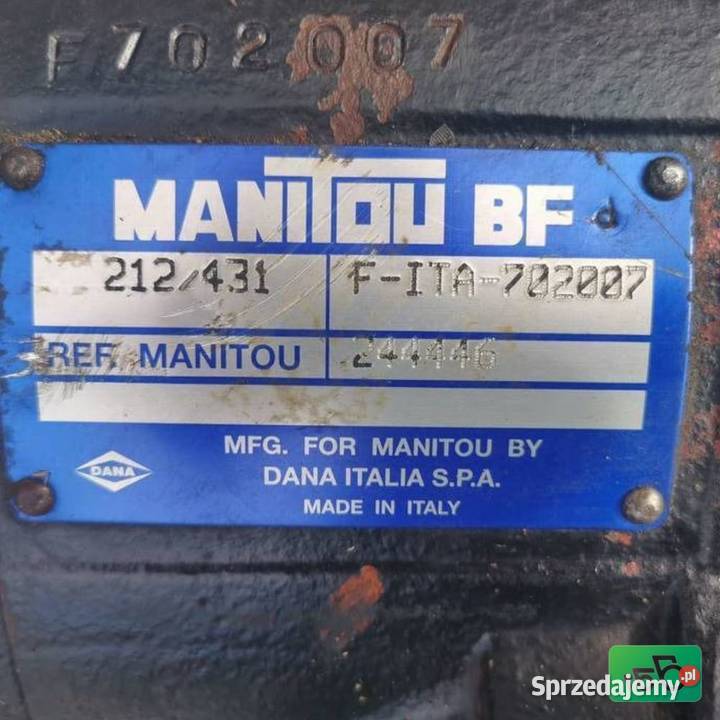 F702007
MANITOU BF d
212/431 F-ITA-702007
REF. MANITOU 244446
DANA
MFG. FOR MANITOU BY
DANA ITALIA S.P.A.
MADE IN ITALY
Sprzedajemy.pl